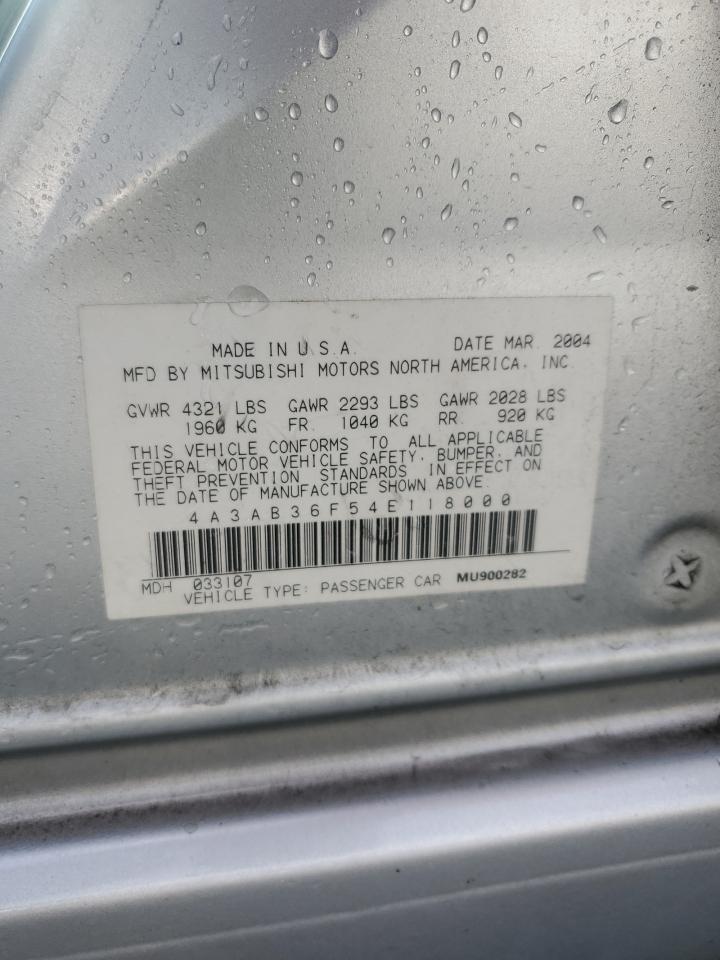 MADE IN U.S.A. DATE MAR. 2004
MFD BY MITSUBISHI MOTORS NORTH AMERICA, INC.
GVWR 4321 LBS GAWR 2293 LBS GAWR 2028 LBS
1960 KG FR. 1040 KG RR. 920 KG
THIS VEHICLE CONFORMS TO ALL APPLICABLE
FEDERAL MOTOR VEHICLE SAFETY, BUMPER, AND
THEFT PREVENTION STANDARDS IN EFFECT ON
THE DATE OF MANUFACTURE SHOWN ABOVE.
4A3AB36F54E118000
MDH 033107
VEHICLE TYPE: PASSENGER CAR MU900282